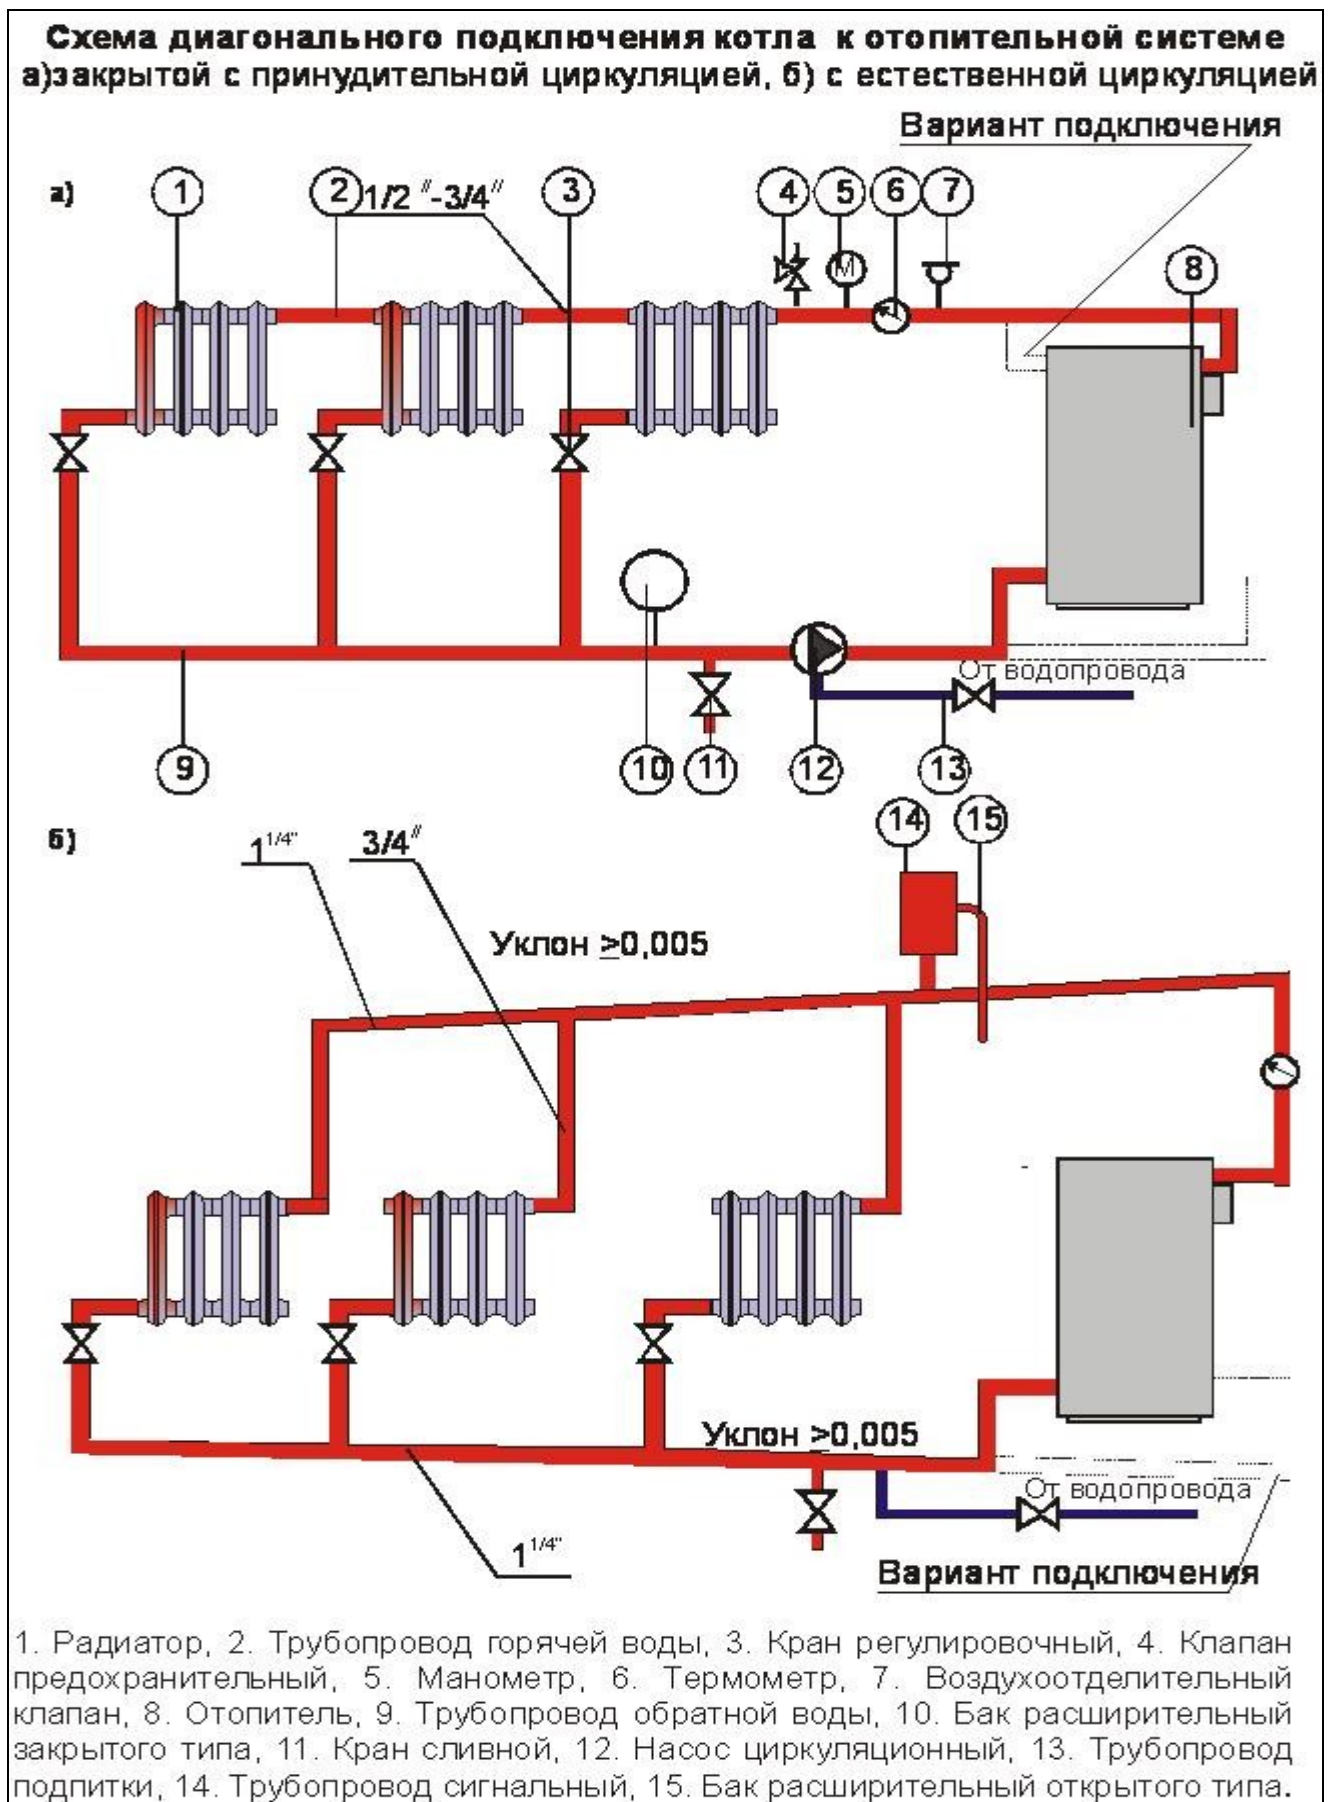 Схема диагонального подключения котла к отопительной системе
а)закрытой с принудительной циркуляцией, б) с естественной циркуляцией
Вариант подключения
а)
1
2
1/2 "-3/4"
3
4
5
6
7
М
8
От водопровода
9
10
11
12
13
14
15
б)
1 1/4"
3/4"
Уклон ≥0,005
Уклон ≥0,005
От водопровода
1 1/4"
Вариант подключения
1. Радиатор, 2. Трубопровод горячей воды, 3. Кран регулировочный, 4. Клапан
предохранительный, 5. Манометр, 6. Термометр, 7. Воздухоотделительный
клапан, 8. Отопитель, 9. Трубопровод обратной воды, 10. Бак расширительный
закрытого типа, 11. Кран сливной, 12. Насос циркуляционный, 13. Трубопровод
подпитки, 14. Трубопровод сигнальный, 15. Бак расширительный открытого типа.